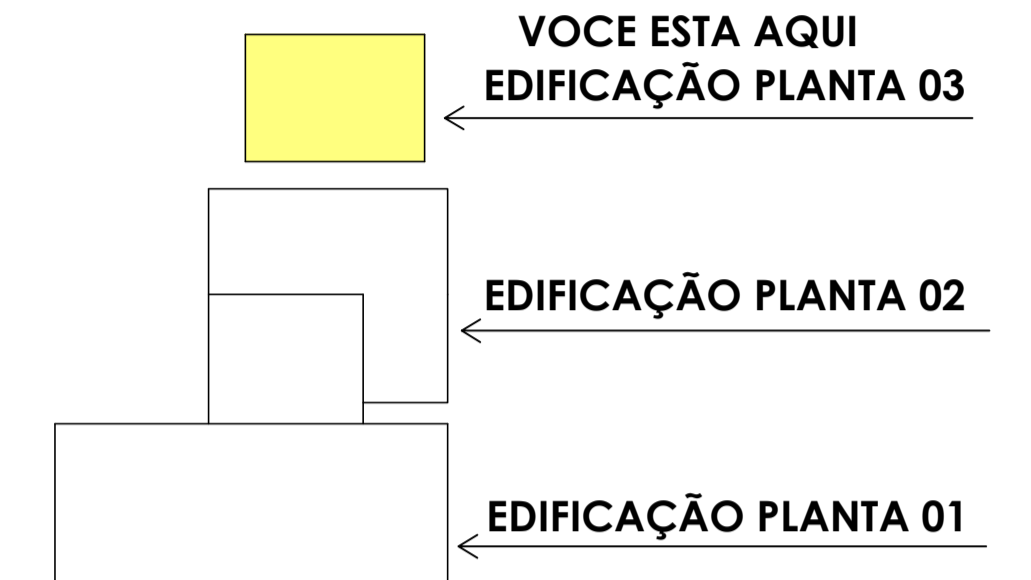 VOCE ESTA AQUI
EDIFICAÇÃO PLANTA 03
EDIFICAÇÃO PLANTA 02
EDIFICAÇÃO PLANTA 01